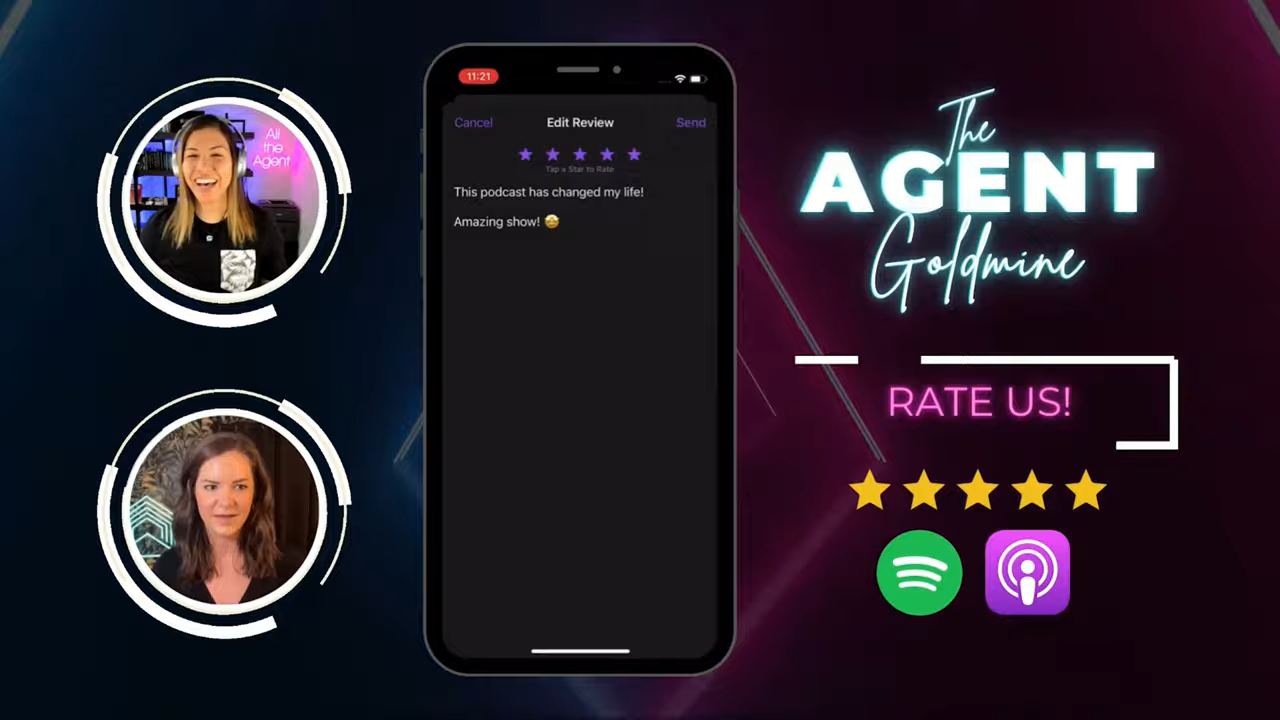 Ali
the
Agent
11:21
Cancel
Edit Review
Send
Tap a Star to Rate
This podcast has changed my life!
Amazing show! 🤩
The
AGENT
Goldmine
RATE US!